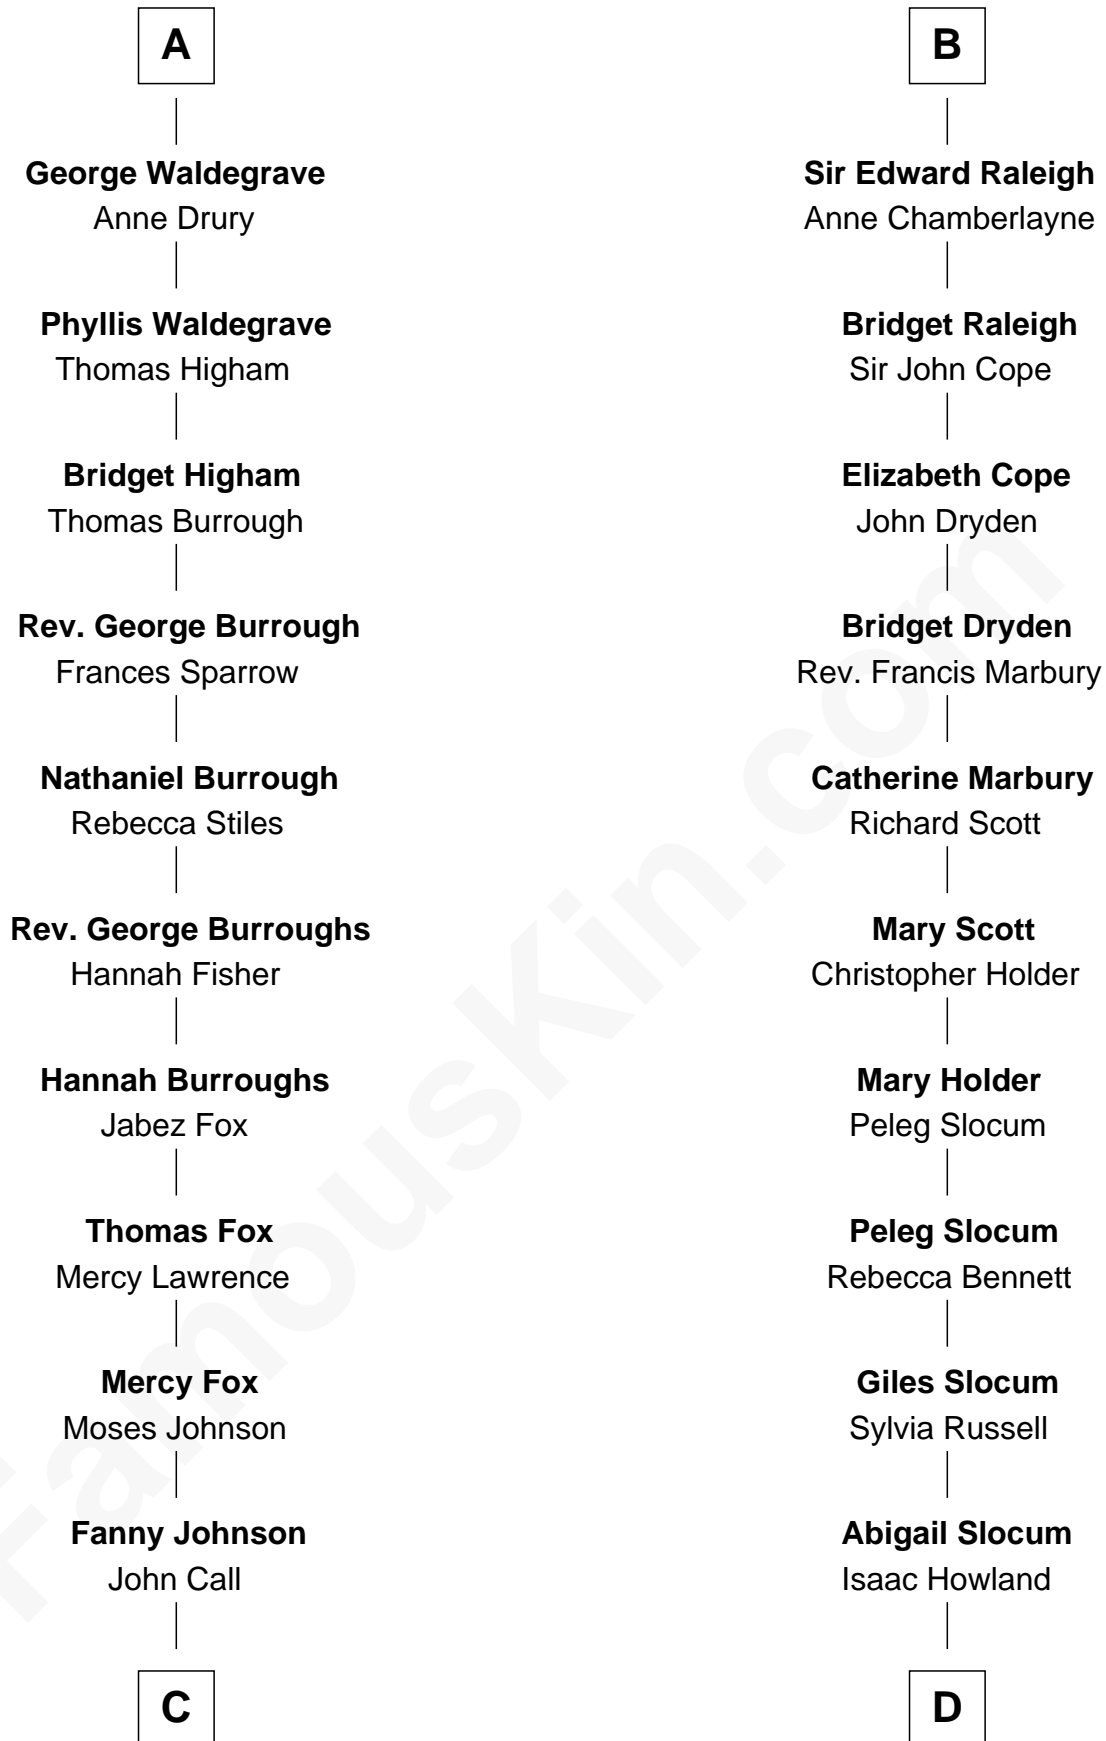 A
George Waldegrave
Anne Drury
Phyllis Waldegrave
Thomas Higham
Bridget Higham
Thomas Burrough
Rev. George Burrough
Frances Sparrow
Nathaniel Burrough
Rebecca Stiles
Rev. George Burroughs
Hannah Fisher
Hannah Burroughs
Jabez Fox
Thomas Fox
Mercy Lawrence
Mercy Fox
Moses Johnson
Fanny Johnson
John Call
C
B
Sir Edward Raleigh
Anne Chamberlayne
Bridget Raleigh
Sir John Cope
Elizabeth Cope
John Dryden
Bridget Dryden
Rev. Francis Marbury
Catherine Marbury
Richard Scott
Mary Scott
Christopher Holder
Mary Holder
Peleg Slocum
Peleg Slocum
Rebecca Bennett
Giles Slocum
Sylvia Russell
Abigail Slocum
Isaac Howland
D
FamousKin.com